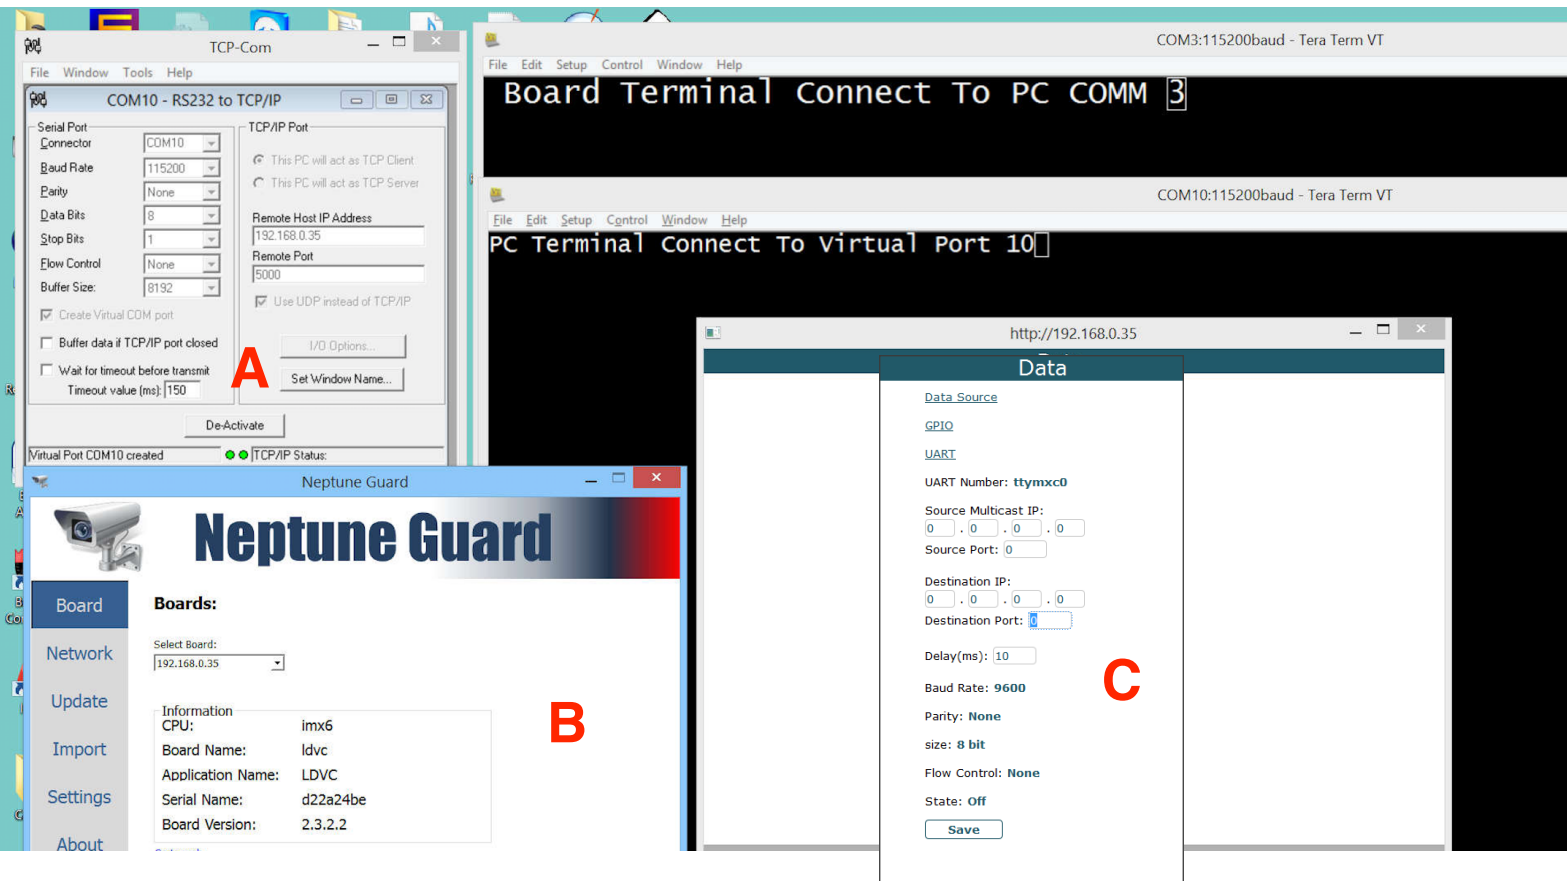 TCP-Com
File Window Tools Help
COM10 - RS232 to TCP/IP
Serial Port
Connector COM10
Baud Rate 115200
Parity None
Data Bits 8
Stop Bits 1
Flow Control None
Buffer Size: 8192
Create Virtual COM port
Buffer data if TCP/IP port closed
Wait for timeout before transmit
Timeout value (ms): 150
TCP/IP Port
This PC will act as TCP Client
This PC will act as TCP Server
Remote Host IP Address
192.168.0.35
Remote Port
5000
Use UDP instead of TCP/IP
I/O Options...
Set Window Name...
A
De-Activate
Virtual Port COM10 created
TCP/IP Status:
COM3:115200baud - Tera Term VT
File Edit Setup Control Window Help
Board Terminal Connect To PC COMM 3
COM10:115200baud - Tera Term VT
File Edit Setup Control Window Help
PC Terminal Connect To Virtual Port 10
Neptune Guard
Neptune Guard
Board
Network
Update
Import
Settings
About
Boards:
Select Board:
192.168.0.35
Information
CPU: imx6
Board Name: ldvc
Application Name: LDVC
Serial Name: d22a24be
Board Version: 2.3.2.2
B
http://192.168.0.35
Data
Data Source
GPIO
UART
UART Number: ttymxc0
Source Multicast IP:
0 . 0 . 0 . 0
Source Port: 0
Destination IP:
0 . 0 . 0 . 0
Destination Port: 0
Delay(ms): 10
Baud Rate: 9600
Parity: None
size: 8 bit
Flow Control: None
State: Off
Save
C